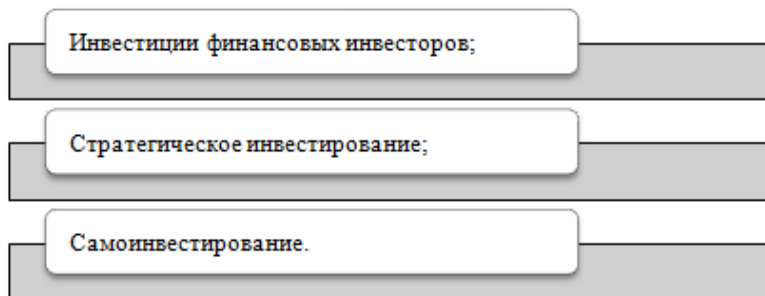 Инвестиции финансовых инвесторов;
Стратегическое инвестирование;
Самоинвестирование.